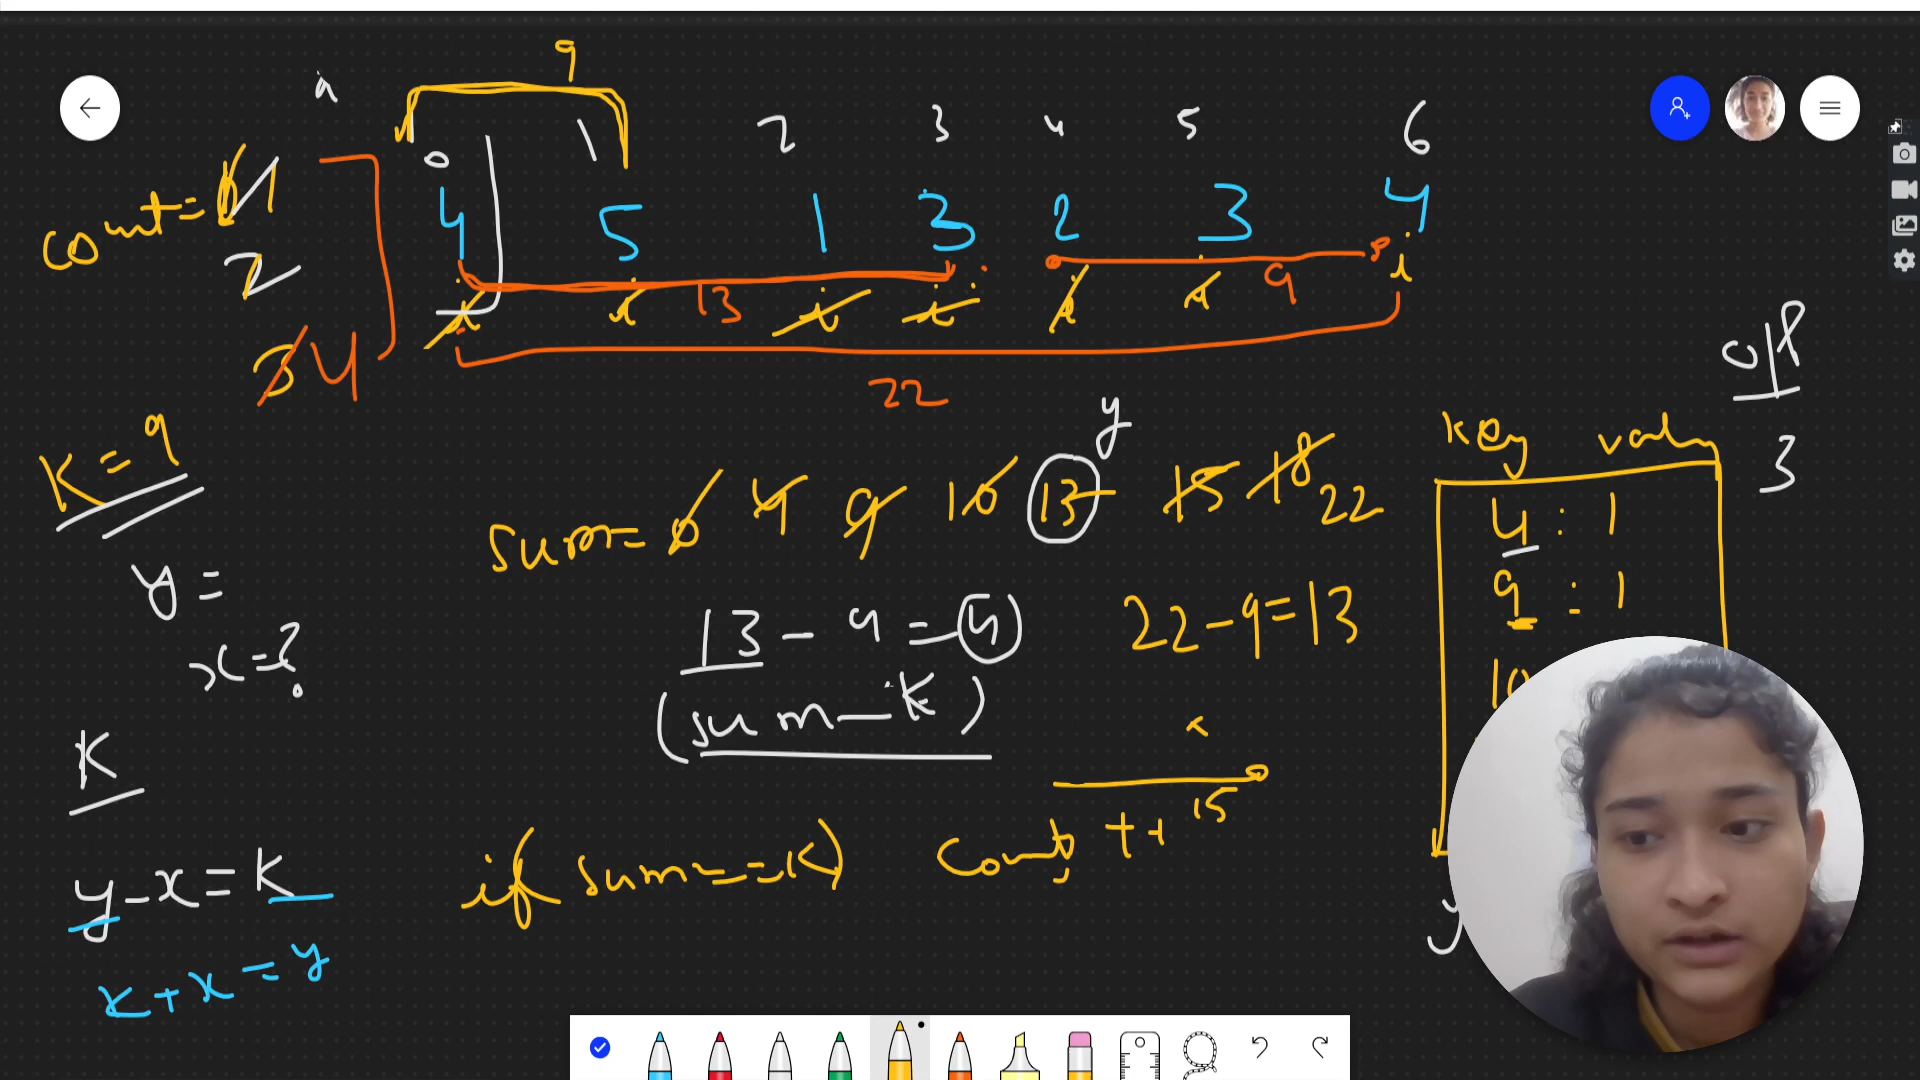 9
0 1 2 3 4 5 6
count = 0 1
4 5 1 3 2 3 4
2
i i 13 i i i i 9 i
3 4
22
o/p
3
K = 9
y
key value
sum = 0 4 9 10 13 15 18 22
4 : 1
y =
9 : 1
x = ?
13 - 9 = 4
22 - 9 = 13
10
(sum - K)
K
x
15
y - x = K
if sum == K) count ++
y
K + x = y